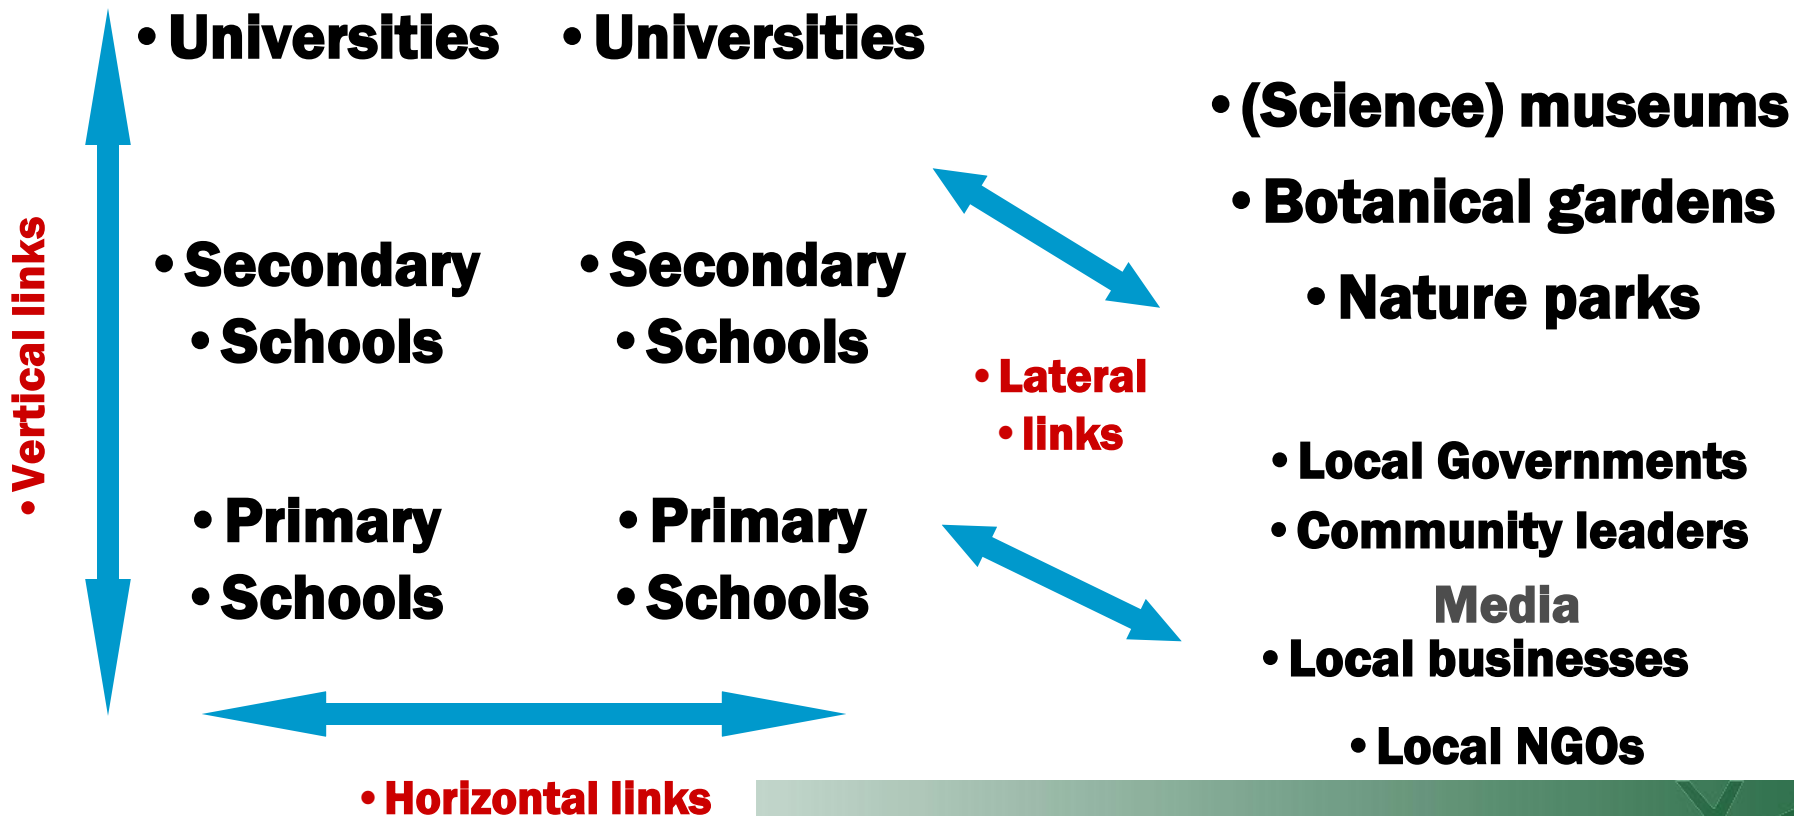 • Universities • Universities
• (Science) museums
• Botanical gardens
• Secondary • Secondary
• Nature parks
• Schools • Schools
• Vertical links
• Lateral
• links
• Local Governments
• Primary • Primary
• Community leaders
• Schools • Schools
Media
• Local businesses
• Local NGOs
• Horizontal links